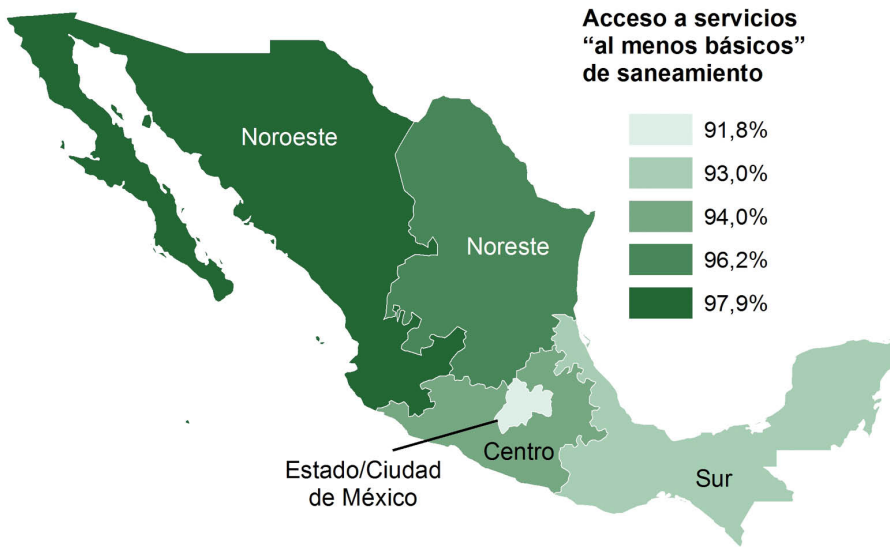 Acceso a servicios
“al menos básicos”
de saneamiento
91,8%
93,0%
94,0%
96,2%
97,9%
Noroeste
Noreste
Centro
Estado/Ciudad
de México
Sur